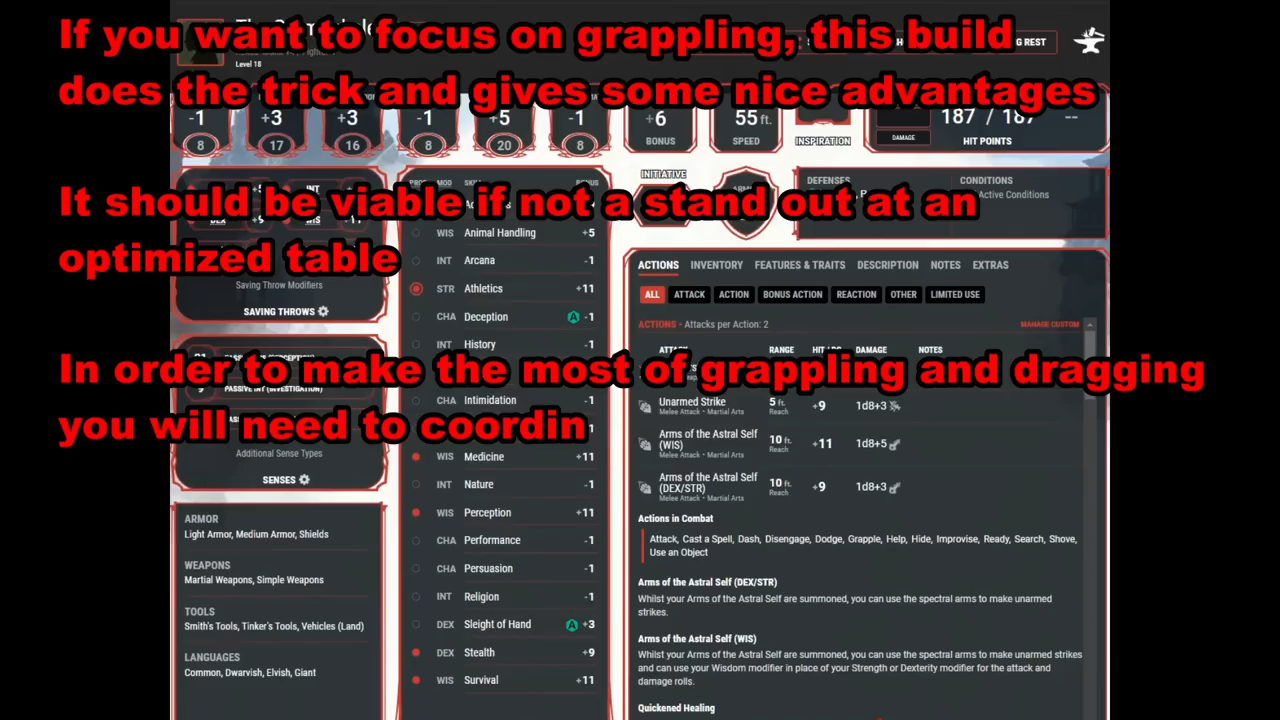 If you want to focus on grappling, this build
does the trick and gives some nice advantages
G REST
Level 18
-1 +3 +3 -1 +5 -1 +6 55 ft. 187 / 187 --
8 17 16 8 20 8 BONUS SPEED INSPIRATION DAMAGE HIT POINTS
INITIATIVE
DEFENSES CONDITIONS
Active Conditions
It should be viable if not a stand out at an
optimized table
WIS Animal Handling +5
INT Arcana -1
STR Athletics +11
CHA Deception -1
INT History -1
Saving Throw Modifiers
SAVING THROWS
ACTIONS INVENTORY FEATURES & TRAITS DESCRIPTION NOTES EXTRAS
ALL ATTACK ACTION BONUS ACTION REACTION OTHER LIMITED USE
ACTIONS - Attacks per Action: 2 MANAGE CUSTOM
ATTACK RANGE DAMAGE NOTES
In order to make the most of grappling and dragging
you will need to coordin
PASSIVE INT (INVESTIGATION)
Additional Sense Types
SENSES
CHA Intimidation -1
WIS Medicine +11
INT Nature -1
WIS Perception +11
CHA Performance -1
CHA Persuasion -1
INT Religion -1
DEX Sleight of Hand +3
DEX Stealth +9
WIS Survival +11
Unarmed Strike 5 ft. +9 1d8+3
Melee Attack • Martial Arts Reach
Arms of the Astral Self
(WIS) 10 ft. +11 1d8+5
Melee Attack • Martial Arts Reach
Arms of the Astral Self
(DEX/STR) 10 ft. +9 1d8+3
Melee Attack • Martial Arts Reach
Actions in Combat
Attack, Cast a Spell, Dash, Disengage, Dodge, Grapple, Help, Hide, Improvise, Ready, Search, Shove,
Use an Object
Arms of the Astral Self (DEX/STR)
Whilst your Arms of the Astral Self are summoned, you can use the spectral arms to make unarmed
strikes.
Arms of the Astral Self (WIS)
Whilst your Arms of the Astral Self are summoned, you can use the spectral arms to make unarmed strikes
and can use your Wisdom modifier in place of your Strength or Dexterity modifier for the attack and
damage rolls.
Quickened Healing
ARMOR
Light Armor, Medium Armor, Shields
WEAPONS
Martial Weapons, Simple Weapons
TOOLS
Smith's Tools, Tinker's Tools, Vehicles (Land)
LANGUAGES
Common, Dwarvish, Elvish, Giant